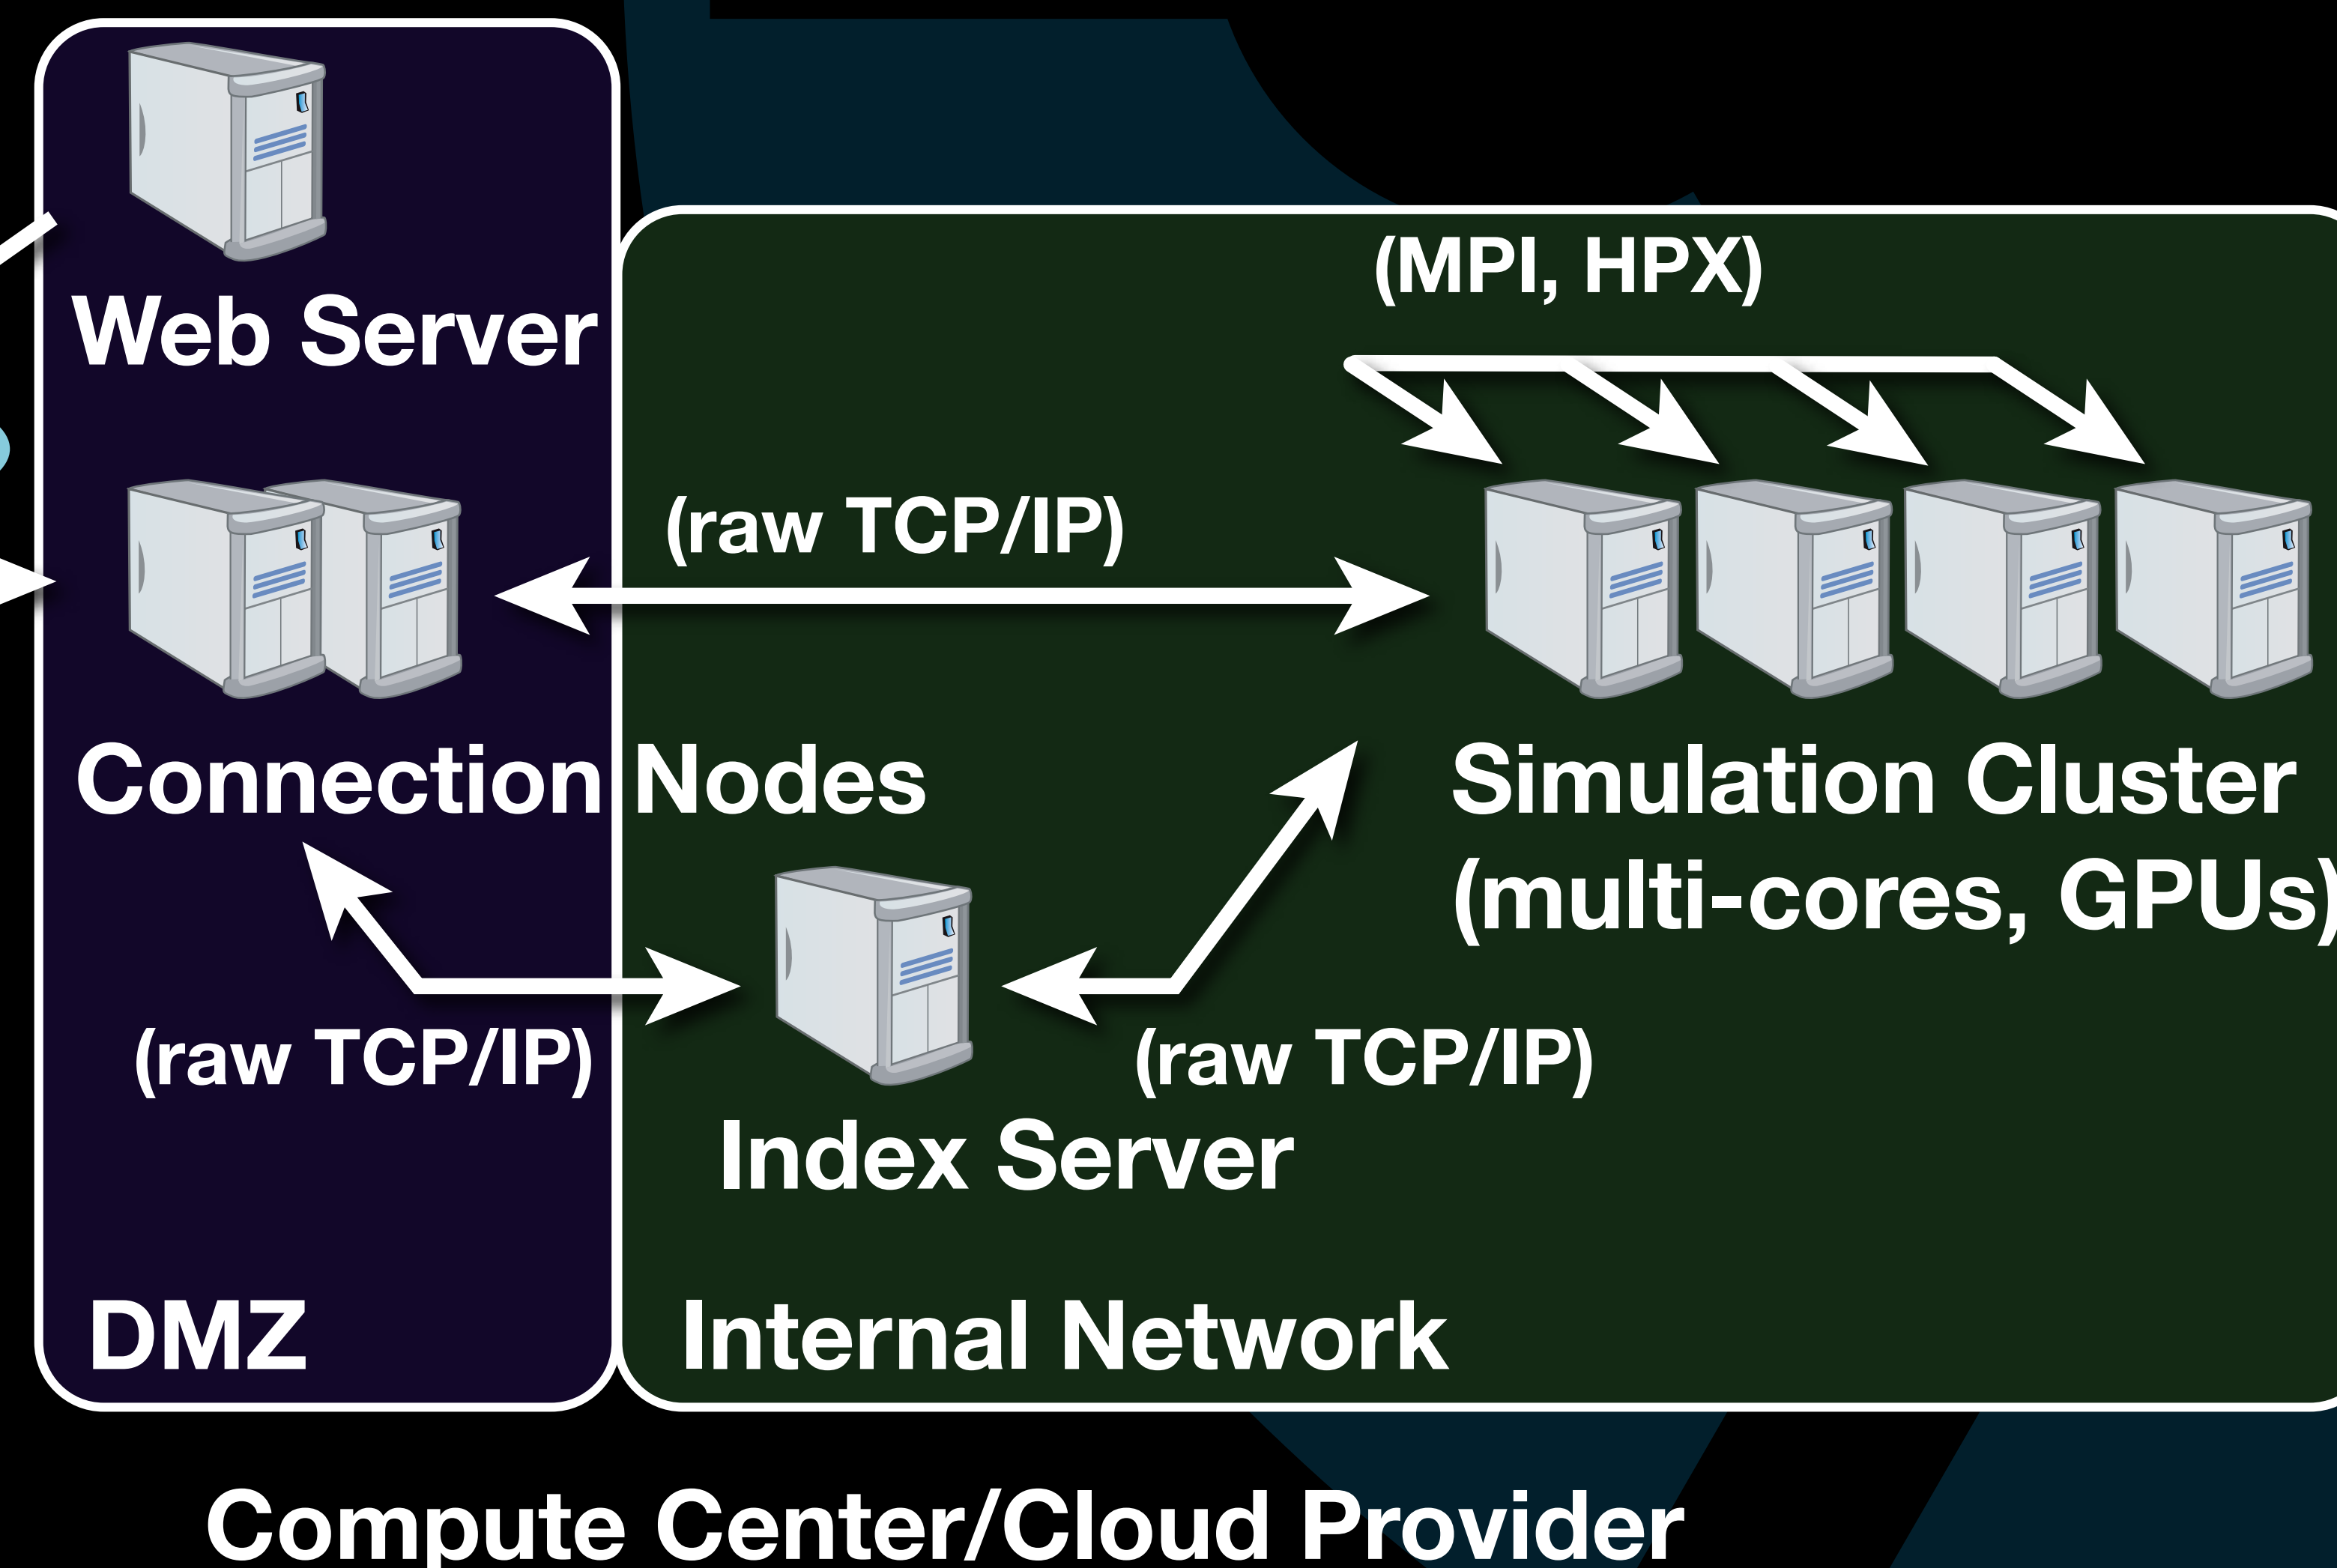 Web Server
(MPI, HPX)
(raw TCP/IP)
Connection Nodes
Simulation Cluster
(multi-cores, GPUs)
(raw TCP/IP)
(raw TCP/IP)
Index Server
DMZ
Internal Network
Compute Center/Cloud Provider